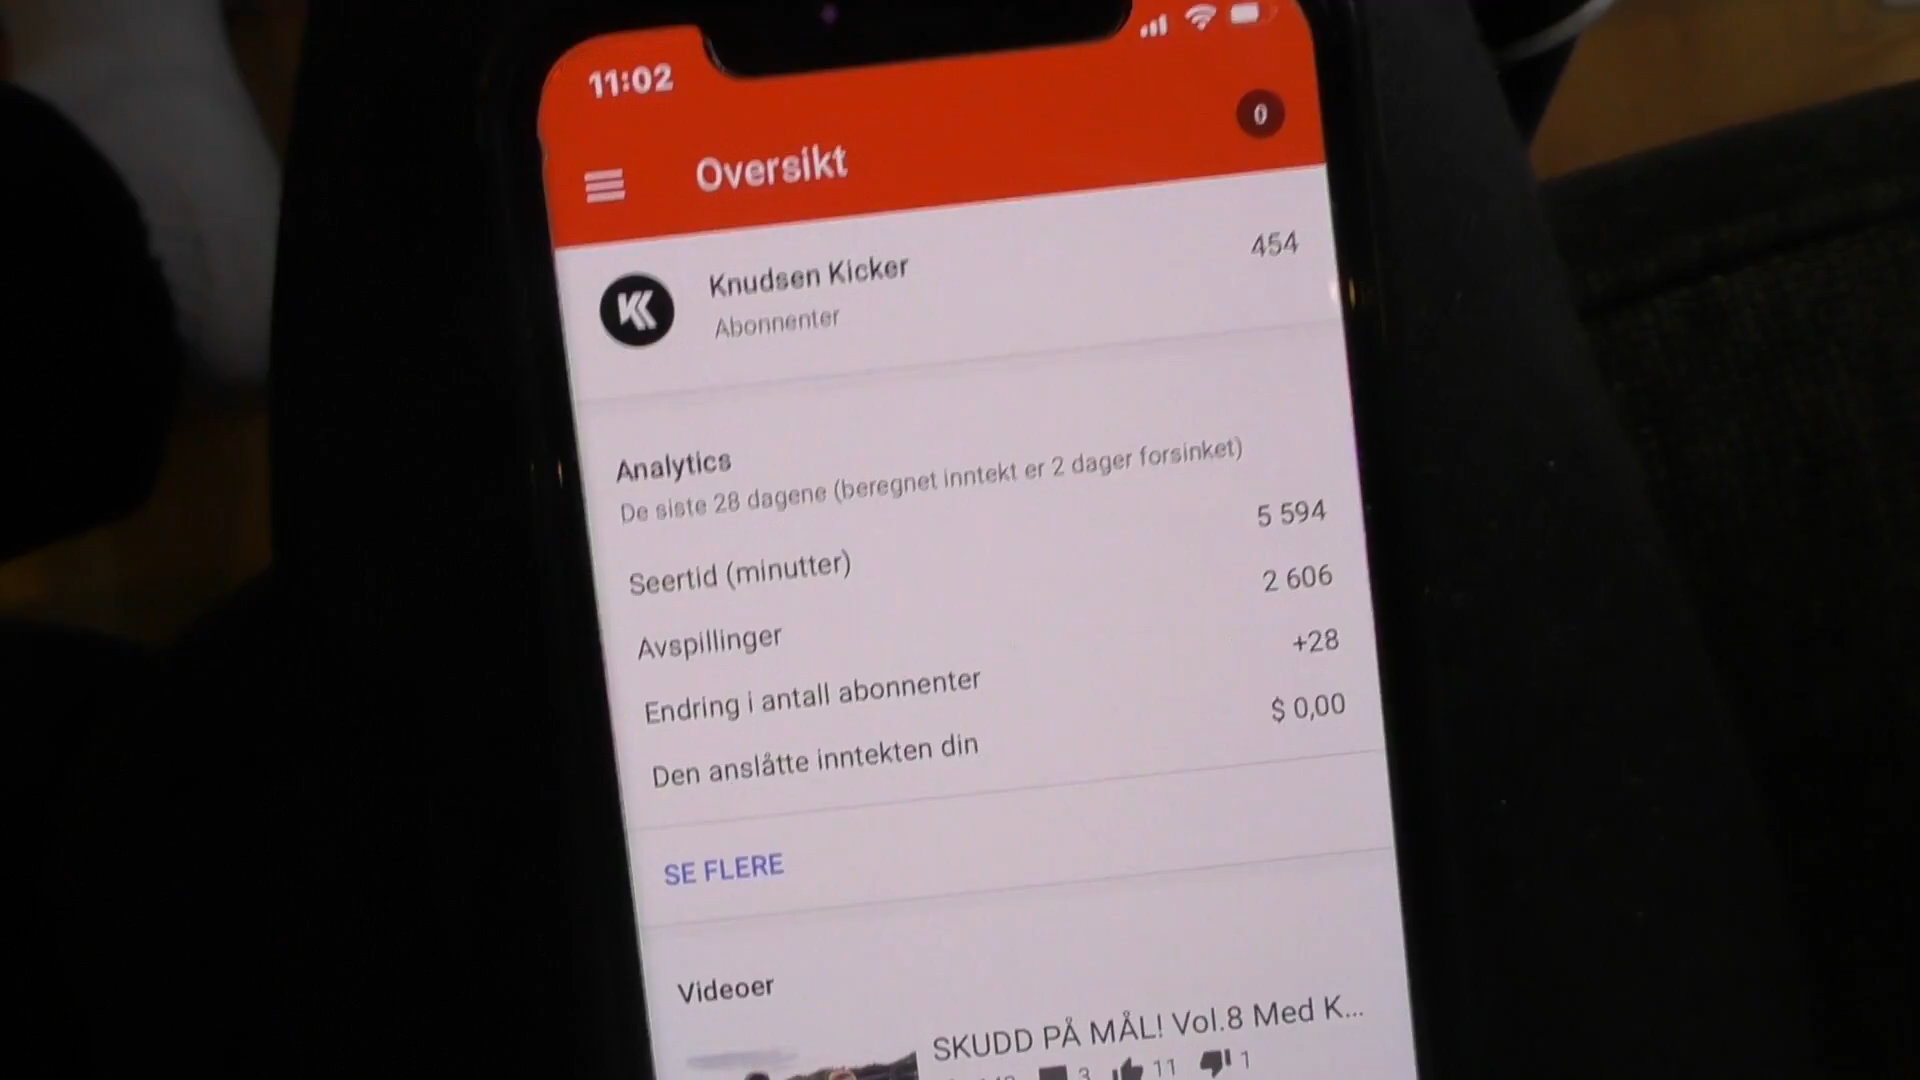 11:02
0
Oversikt
Knudsen Kicker
454
Abonnenter
Analytics
De siste 28 dagene (beregnet inntekt er 2 dager forsinket)
Seertid (minutter)
5 594
Avspillinger
2 606
Endring i antall abonnenter
+28
Den anslåtte inntekten din
$ 0,00
SE FLERE
Videoer
SKUDD PÅ MÅL! Vol.8 Med K...
3 11 1